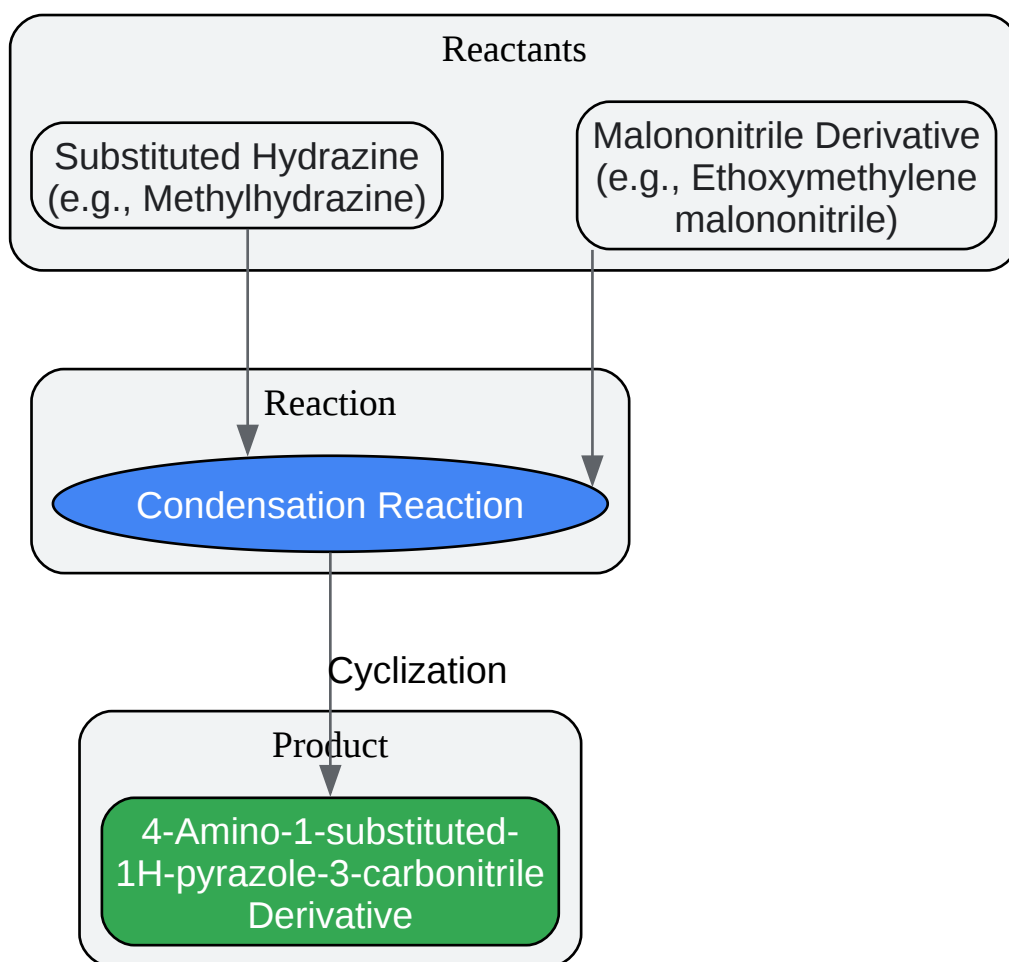 Reactants
Substituted Hydrazine
(e.g., Methylhydrazine)
Malononitrile Derivative
(e.g., Ethoxymethylene
malononitrile)
Reaction
Condensation Reaction
Cyclization
Product
4-Amino-1-substituted-
1H-pyrazole-3-carbonitrile
Derivative